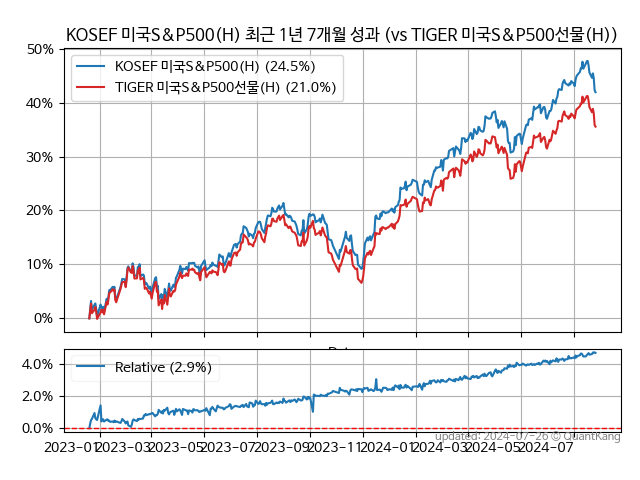 KOSEF 미국S&P500(H) 최근 1년 7개월 성과 (vs TIGER 미국S&P500선물(H))
50%
40%
30%
20%
10%
0%
KOSEF 미국S&P500(H) (24.5%)
TIGER 미국S&P500선물(H) (21.0%)
4.0%
2.0%
0.0%
Relative (2.9%)
2023-01 2023-03 2023-05 2023-07 2023-09 2023-11 2024-01 2024-03 2024-05 2024-07
updated: 2024-07-26 © QuantKang